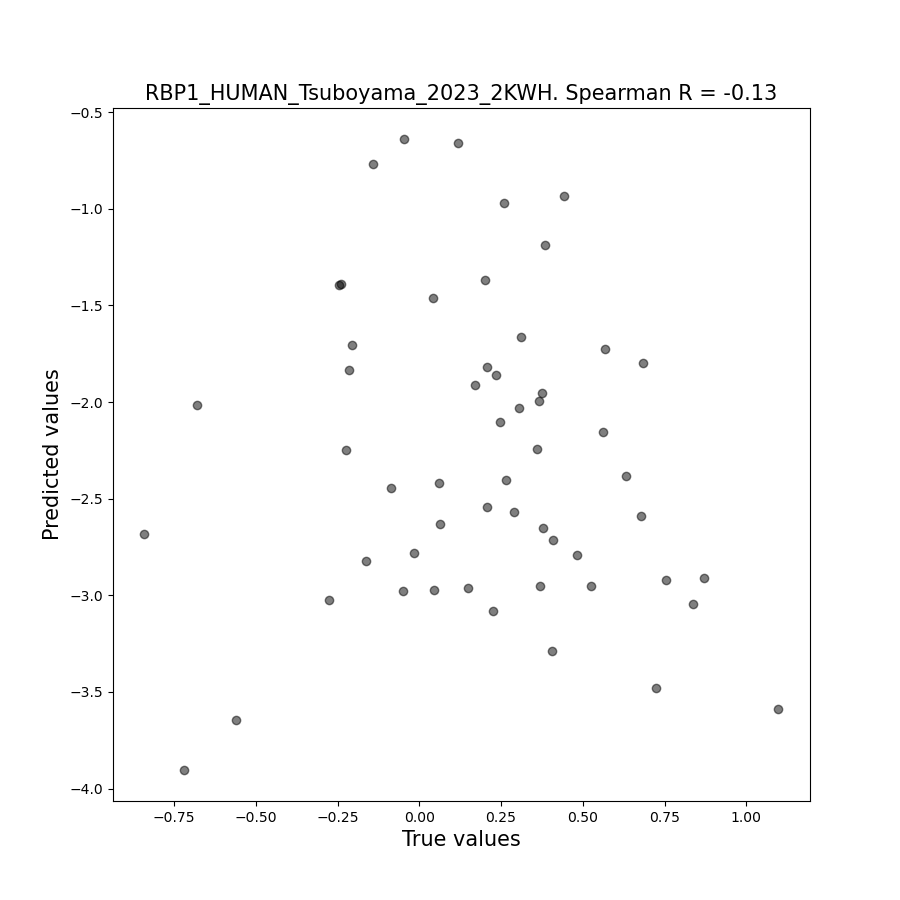 RBP1_HUMAN_Tsuboyama_2023_2KWH. Spearman R = -0.13
−0.5
−1.0
−1.5
−2.0
−2.5
−3.0
−3.5
−4.0
Predicted values
−0.75 −0.50 −0.25 0.00 0.25 0.50 0.75 1.00
True values